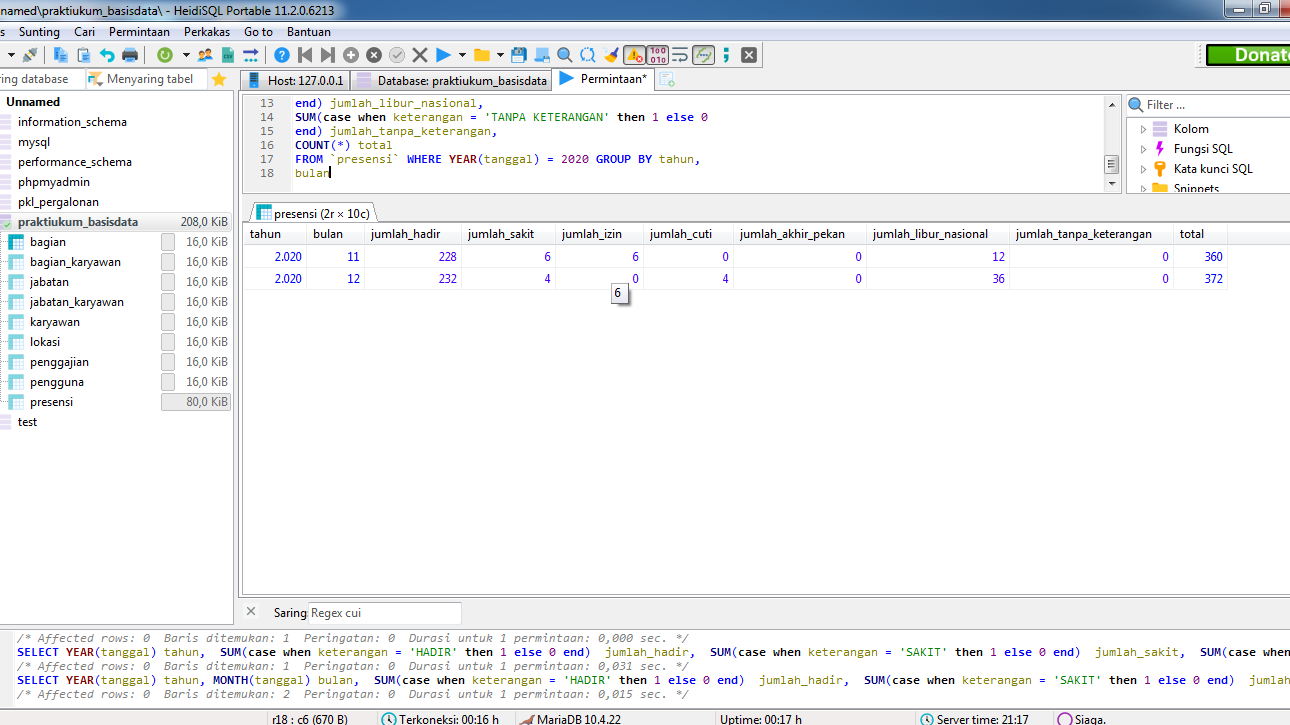 named\praktiukum_basisdata\ - HeidiSQL Portable 11.2.0.6213
s Sunting Cari Permintaan Perkakas Go to Bantuan
Donate
ring database Menyaring tabel Host: 127.0.0.1 Database: praktiukum_basisdata Permintaan*
Unnamed
information_schema
mysql
performance_schema
phpmyadmin
pkl_pergalonan
praktiukum_basisdata 208,0 KiB
bagian 16,0 KiB
bagian_karyawan 16,0 KiB
jabatan 16,0 KiB
jabatan_karyawan 16,0 KiB
karyawan 16,0 KiB
lokasi 16,0 KiB
penggajian 16,0 KiB
pengguna 16,0 KiB
presensi 80,0 KiB
test
13 end) jumlah_libur_nasional,
14 SUM(case when keterangan = 'TANPA KETERANGAN' then 1 else 0
15 end) jumlah_tanpa_keterangan,
16 COUNT(*) total
17 FROM `presensi` WHERE YEAR(tanggal) = 2020 GROUP BY tahun,
18 bulan
Filter ...
Kolom
Fungsi SQL
Kata kunci SQL
Snippets
presensi (2r × 10c)
tahun bulan jumlah_hadir jumlah_sakit jumlah_izin jumlah_cuti jumlah_akhir_pekan jumlah_libur_nasional jumlah_tanpa_keterangan total
2.020 11 228 6 6 0 0 12 0 360
2.020 12 232 4 0 4 0 36 0 372
6
Saring: Regex cui
/* Affected rows: 0 Baris ditemukan: 1 Peringatan: 0 Durasi untuk 1 permintaan: 0,000 sec. */
SELECT YEAR(tanggal) tahun, SUM(case when keterangan = 'HADIR' then 1 else 0 end) jumlah_hadir, SUM(case when keterangan = 'SAKIT' then 1 else 0 end) jumlah_sakit, SUM(case when
/* Affected rows: 0 Baris ditemukan: 1 Peringatan: 0 Durasi untuk 1 permintaan: 0,031 sec. */
SELECT YEAR(tanggal) tahun, MONTH(tanggal) bulan, SUM(case when keterangan = 'HADIR' then 1 else 0 end) jumlah_hadir, SUM(case when keterangan = 'SAKIT' then 1 else 0 end) jumlah
/* Affected rows: 0 Baris ditemukan: 2 Peringatan: 0 Durasi untuk 1 permintaan: 0,015 sec. */
r18 : c6 (670 B) Terkoneksi: 00:16 h MariaDB 10.4.22 Uptime: 00:17 h Server time: 21:17 Siaga.